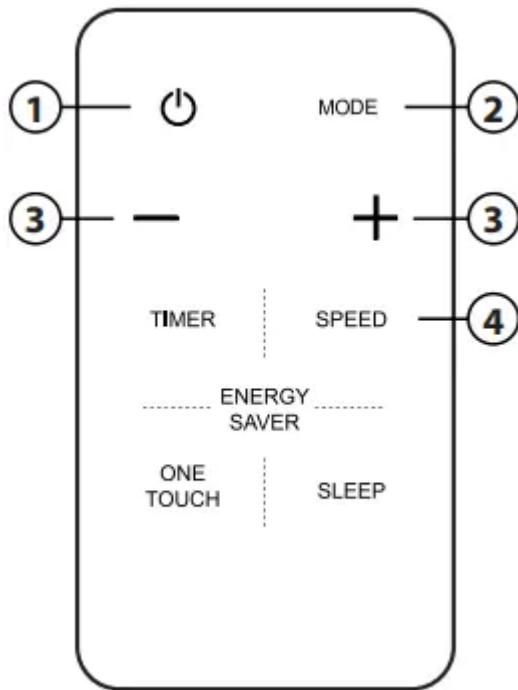 1 MODE 2
3 − + 3
TIMER SPEED 4
ENERGY
SAVER
ONE
TOUCH SLEEP